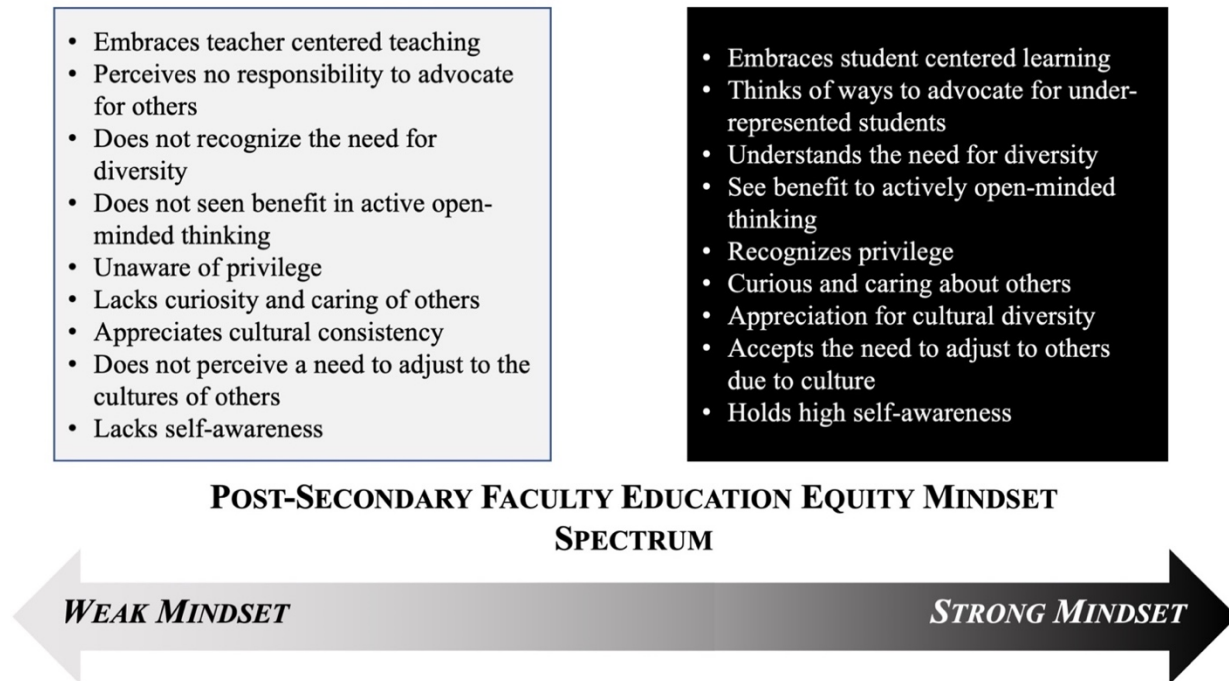 • Embraces teacher centered teaching
• Perceives no responsibility to advocate
for others
• Does not recognize the need for
diversity
• Does not seen benefit in active open-
minded thinking
• Unaware of privilege
• Lacks curiosity and caring of others
• Appreciates cultural consistency
• Does not perceive a need to adjust to the
cultures of others
• Lacks self-awareness
• Embraces student centered learning
• Thinks of ways to advocate for under-
represented students
• Understands the need for diversity
• See benefit to actively open-minded
thinking
• Recognizes privilege
• Curious and caring about others
• Appreciation for cultural diversity
• Accepts the need to adjust to others
due to culture
• Holds high self-awareness
POST-SECONDARY FACULTY EDUCATION EQUITY MINDSET
SPECTRUM
WEAK MINDSET
STRONG MINDSET